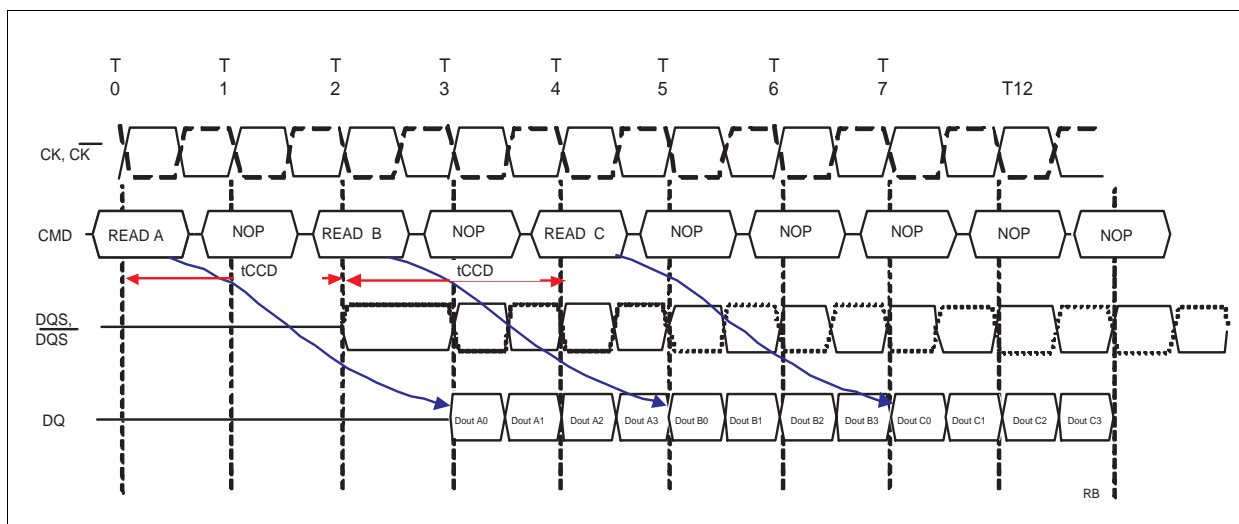 T T T T T T T T
0 1 2 3 4 5 6 7 T12
CK, CK
CMD READ A NOP READ B NOP READ C NOP NOP NOP NOP NOP
tCCD tCCD
DQS,
DQS
DQ Dout A0 Dout A1 Dout A2 Dout A3 Dout B0 Dout B1 Dout B2 Dout B3 Dout C0 Dout C1 Dout C2 Dout C3
RB